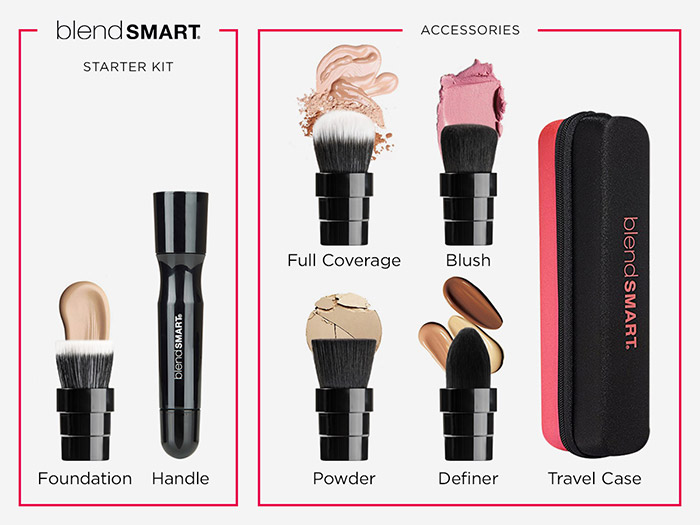 blendSMART®
STARTER KIT
blendSMART®
Foundation
Handle
ACCESSORIES
Full Coverage
Blush
Powder
Definer
blendSMART®
Travel Case